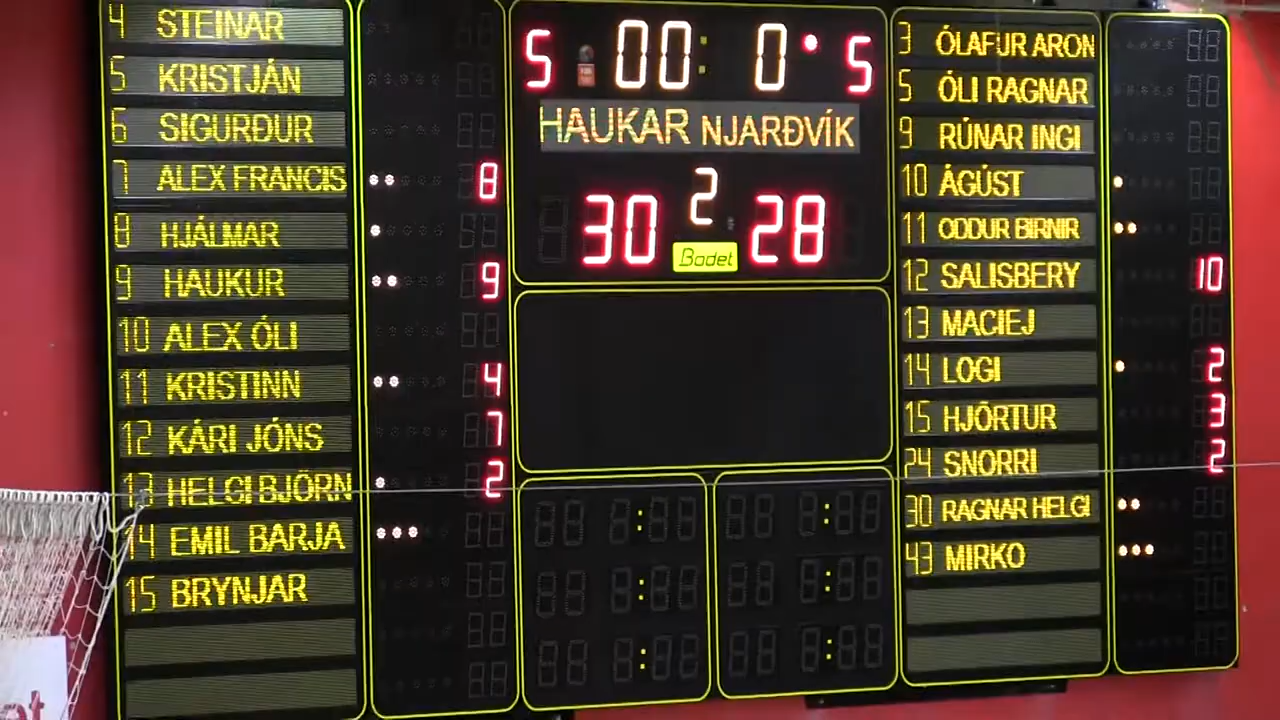 4 STEINAR
5 KRISTJÁN
6 SIGURÐUR
7 ALEX FRANCIS 8
8 HJÁLMAR
9 HAUKUR 9
10 ALEX ÓLI
11 KRISTINN 4
12 KÁRI JÓNS 7
13 HELGI BJÖRN 2
14 EMIL BARJA
15 BRYNJAR
5 00:0 5
HAUKAR NJARÐVÍK
2
30 28
Bodet
3 ÓLAFUR ARON
5 ÓLI RAGNAR
9 RÚNAR INGI
10 ÁGÚST
11 ODDUR BIRNIR
12 SALISBERY 10
13 MACIEJ
14 LOGI 2
15 HJÖRTUR 3
24 SNORRI 2
30 RAGNAR HELGI
43 MIRKO